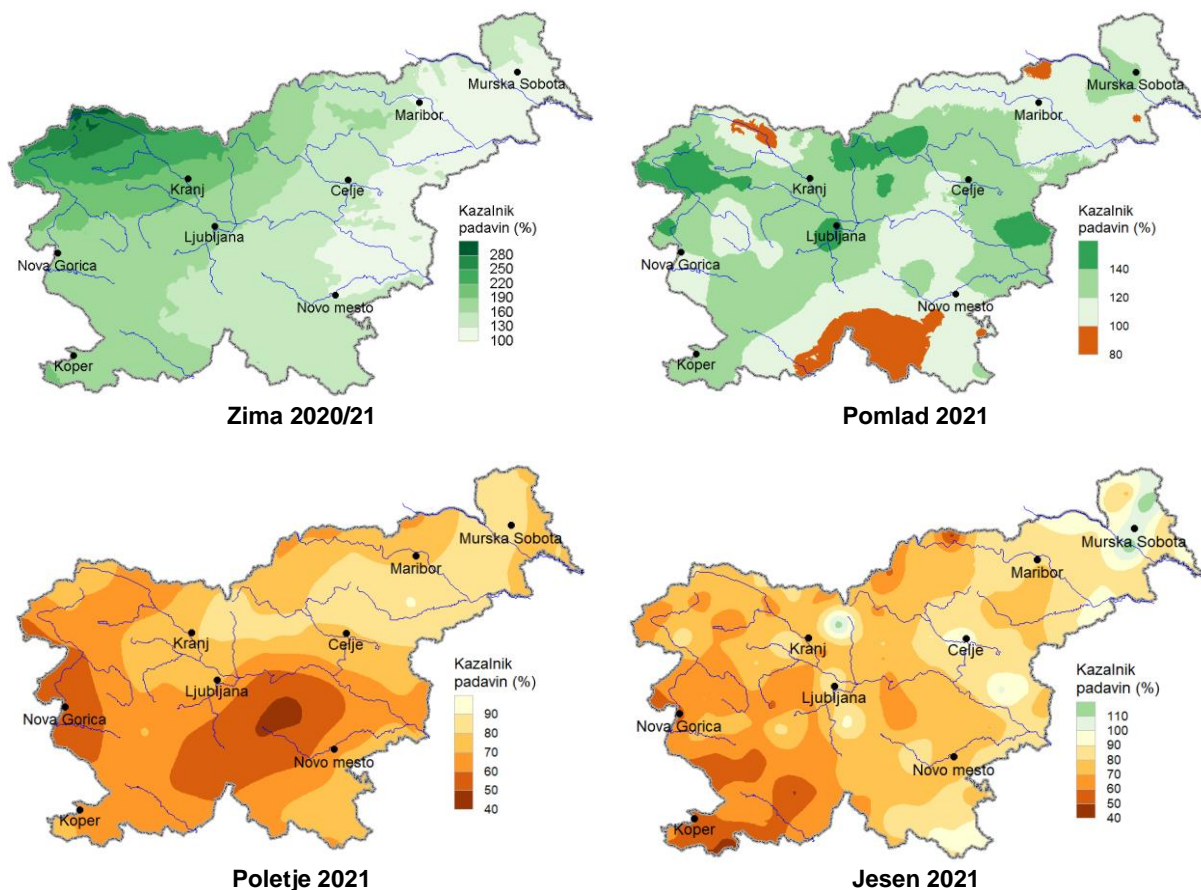 Murska Sobota
Maribor
Kranj
Celje
Ljubljana
Nova Gorica
Novo mesto
Koper
Kazalnik
padavin (%)
280
250
220
190
160
130
100
Zima 2020/21
Murska Sobota
Maribor
Kranj
Celje
Ljubljana
Nova Gorica
Novo mesto
Koper
Kazalnik
padavin (%)
140
120
100
80
Pomlad 2021
Murska Sobota
Maribor
Kranj
Celje
Ljubljana
Nova Gorica
Novo mesto
Koper
Kazalnik
padavin (%)
90
80
70
60
50
40
Poletje 2021
Murska Sobota
Maribor
Kranj
Celje
Ljubljana
Nova Gorica
Novo mesto
Koper
Kazalnik
padavin (%)
110
100
90
80
70
60
50
40
Jesen 2021